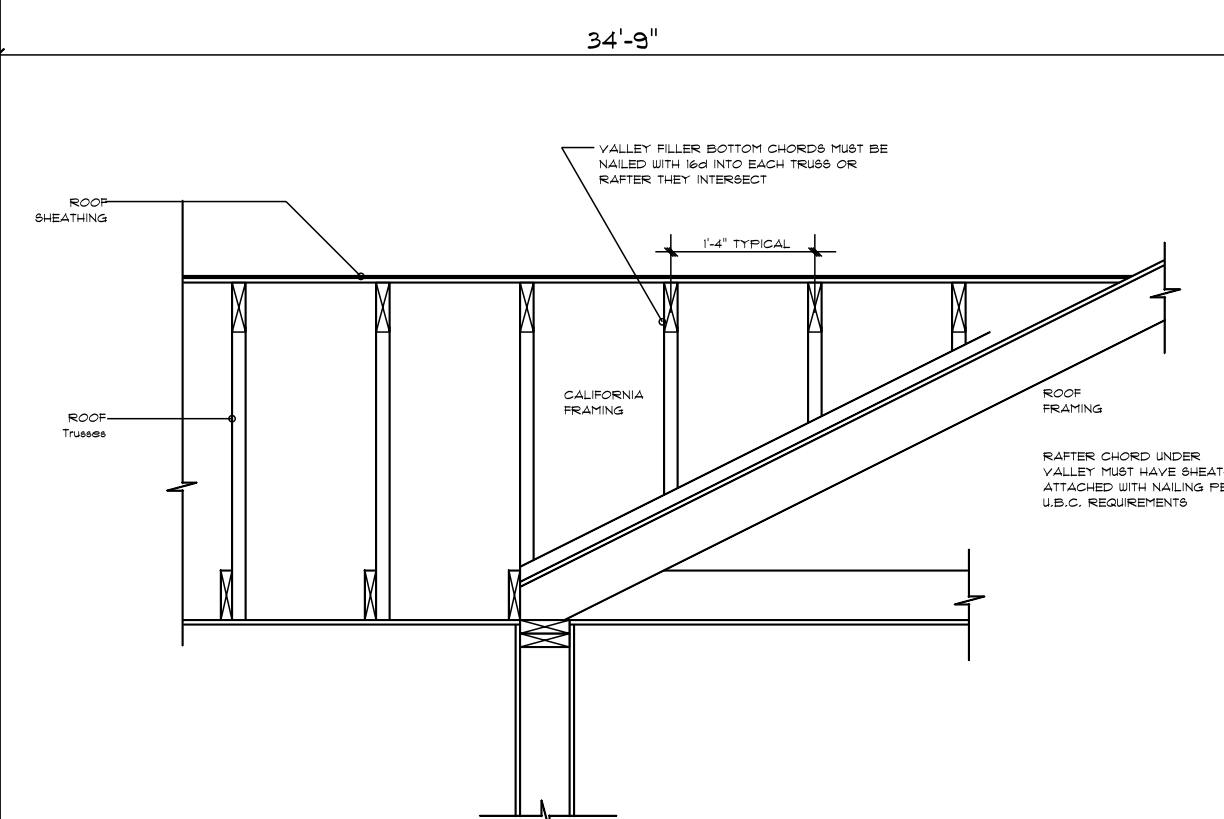 34'-9"
VALLEY FILLER BOTTOM CHORDS MUST BE
NAILED WITH 16d INTO EACH TRUSS OR
RAFTER THEY INTERSECT
ROOF
SHEATHING
1'-4" TYPICAL
CALIFORNIA
FRAMING
ROOF
FRAMING
ROOF
Trusses
RAFTER CHORD UNDER
VALLEY MUST HAVE SHEAT
ATTACHED WITH NAILING PE
U.B.C. REQUIREMENTS